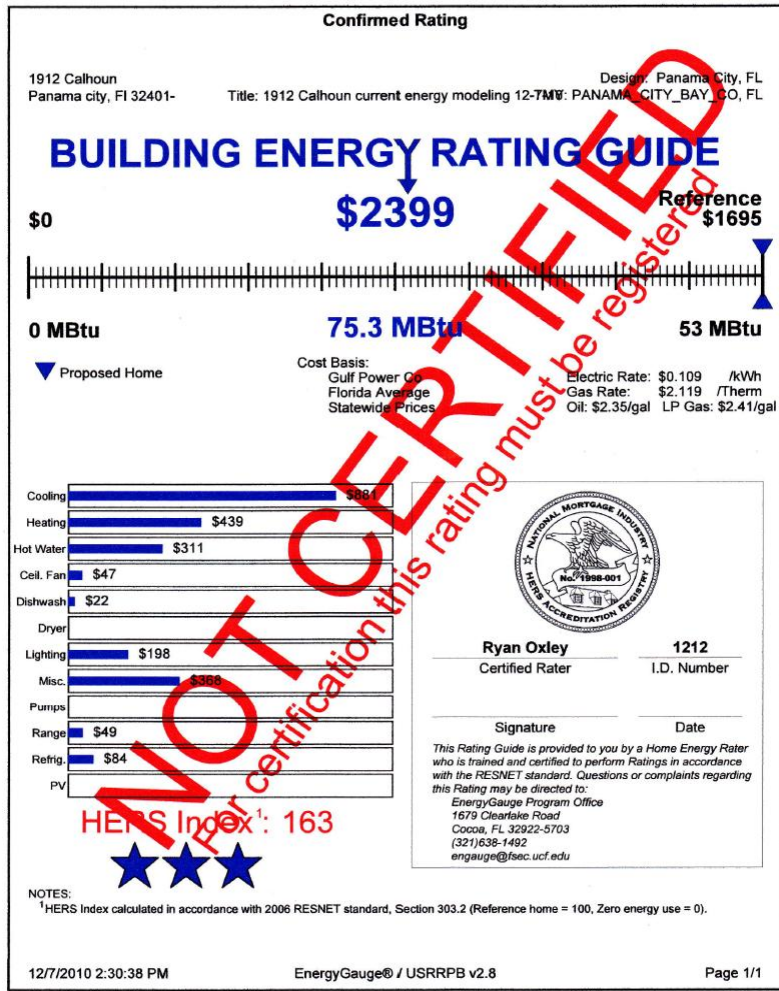 Confirmed Rating
1912 Calhoun
Design: Panama City, FL
Panama city, Fl 32401-
Title: 1912 Calhoun current energy modeling 12-7-10
TMY: PANAMA_CITY_BAY_CO, FL
BUILDING ENERGY RATING GUIDE
$0
$2399
Reference
$1695
0 MBtu
75.3 MBtu
53 MBtu
Proposed Home
Cost Basis:
Gulf Power Co
Florida Average
Statewide Prices
Electric Rate: $0.109 /kWh
Gas Rate: $2.119 /Therm
Oil: $2.35/gal LP Gas: $2.41/gal
Cooling $881
Heating $439
Hot Water $311
Ceil. Fan $47
Dishwash $22
Dryer
Lighting $198
Misc. $368
Pumps
Range $49
Refrig. $84
PV
HERS Index¹: 163
NOT CERTIFIED
For certification this rating must be registered
NATIONAL MORTGAGE INDUSTRY
No. 1998-001
HERS ACCREDITATION REGISTRY
Ryan Oxley 1212
Certified Rater I.D. Number
Signature Date
This Rating Guide is provided to you by a Home Energy Rater
who is trained and certified to perform Ratings in accordance
with the RESNET standard. Questions or complaints regarding
this Rating may be directed to:
EnergyGauge Program Office
1679 Clearlake Road
Cocoa, FL 32922-5703
(321)638-1492
engauge@fsec.ucf.edu
NOTES:
¹HERS Index calculated in accordance with 2006 RESNET standard, Section 303.2 (Reference home = 100, Zero energy use = 0).
12/7/2010 2:30:38 PM
EnergyGauge® / USRRPB v2.8
Page 1/1